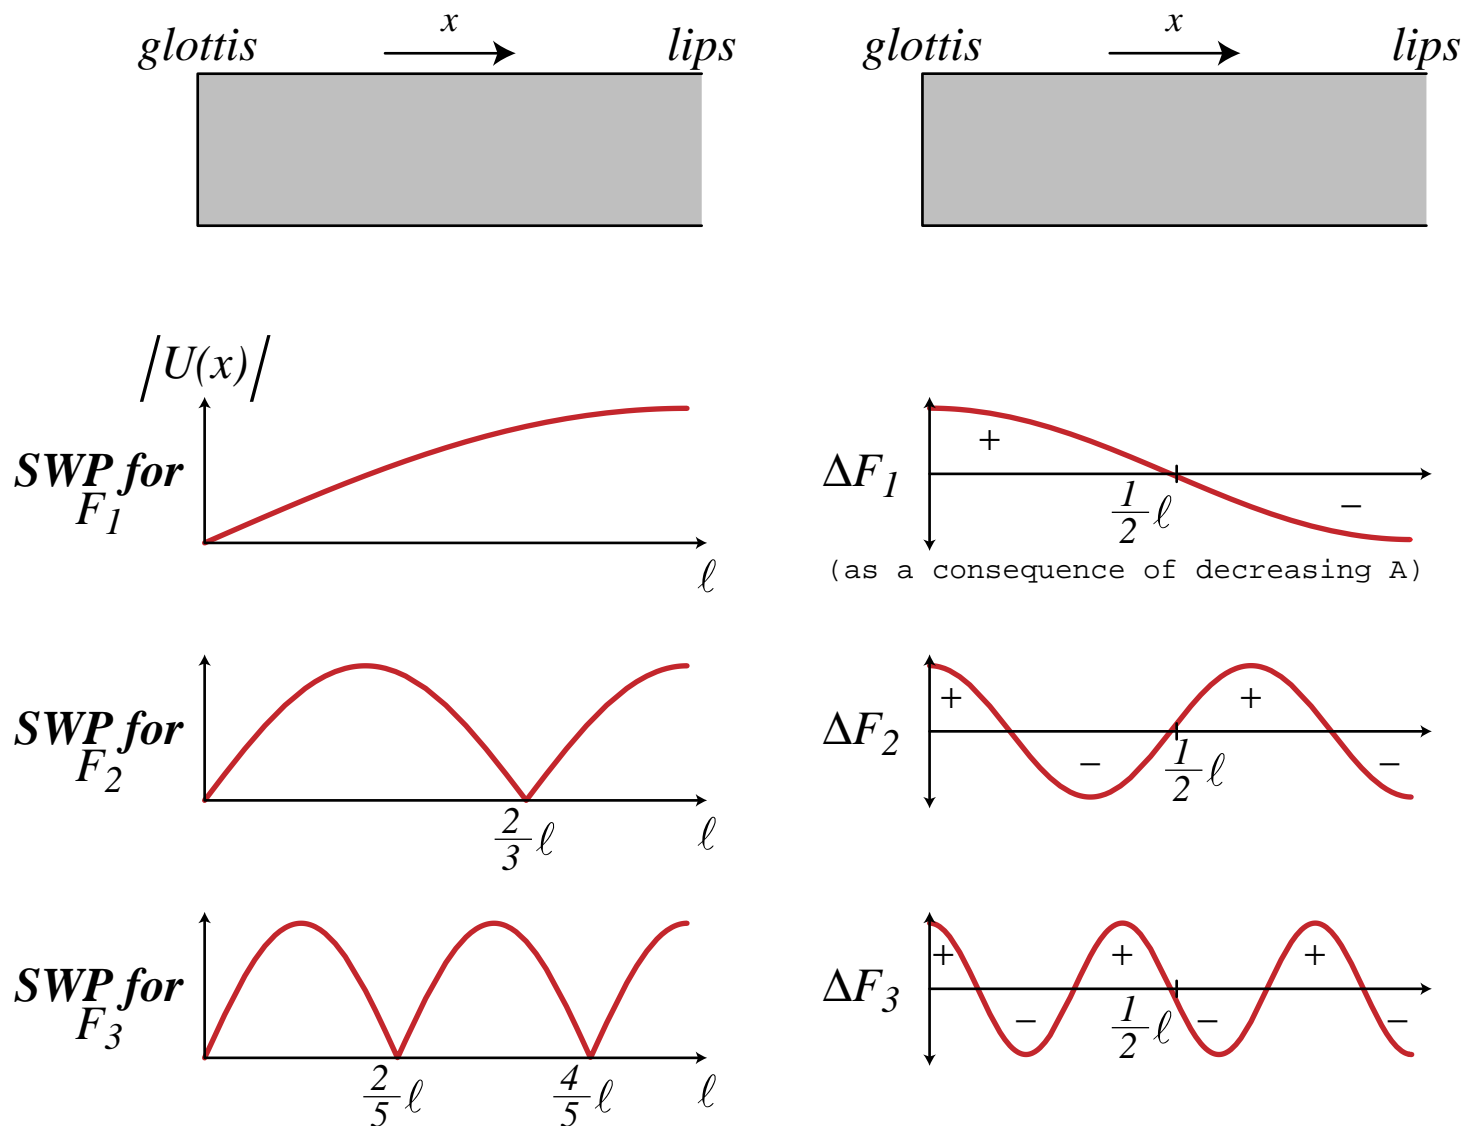 x x
glottis lips glottis lips
|U(x)|
SWP for F1
ℓ
ΔF1
+
−
1/2 ℓ
(as a consequence of decreasing A)
SWP for F2
2/3 ℓ
ℓ
ΔF2
+ +
− −
1/2 ℓ
SWP for F3
2/5 ℓ
4/5 ℓ
ℓ
ΔF3
+ + +
− − −
1/2 ℓ